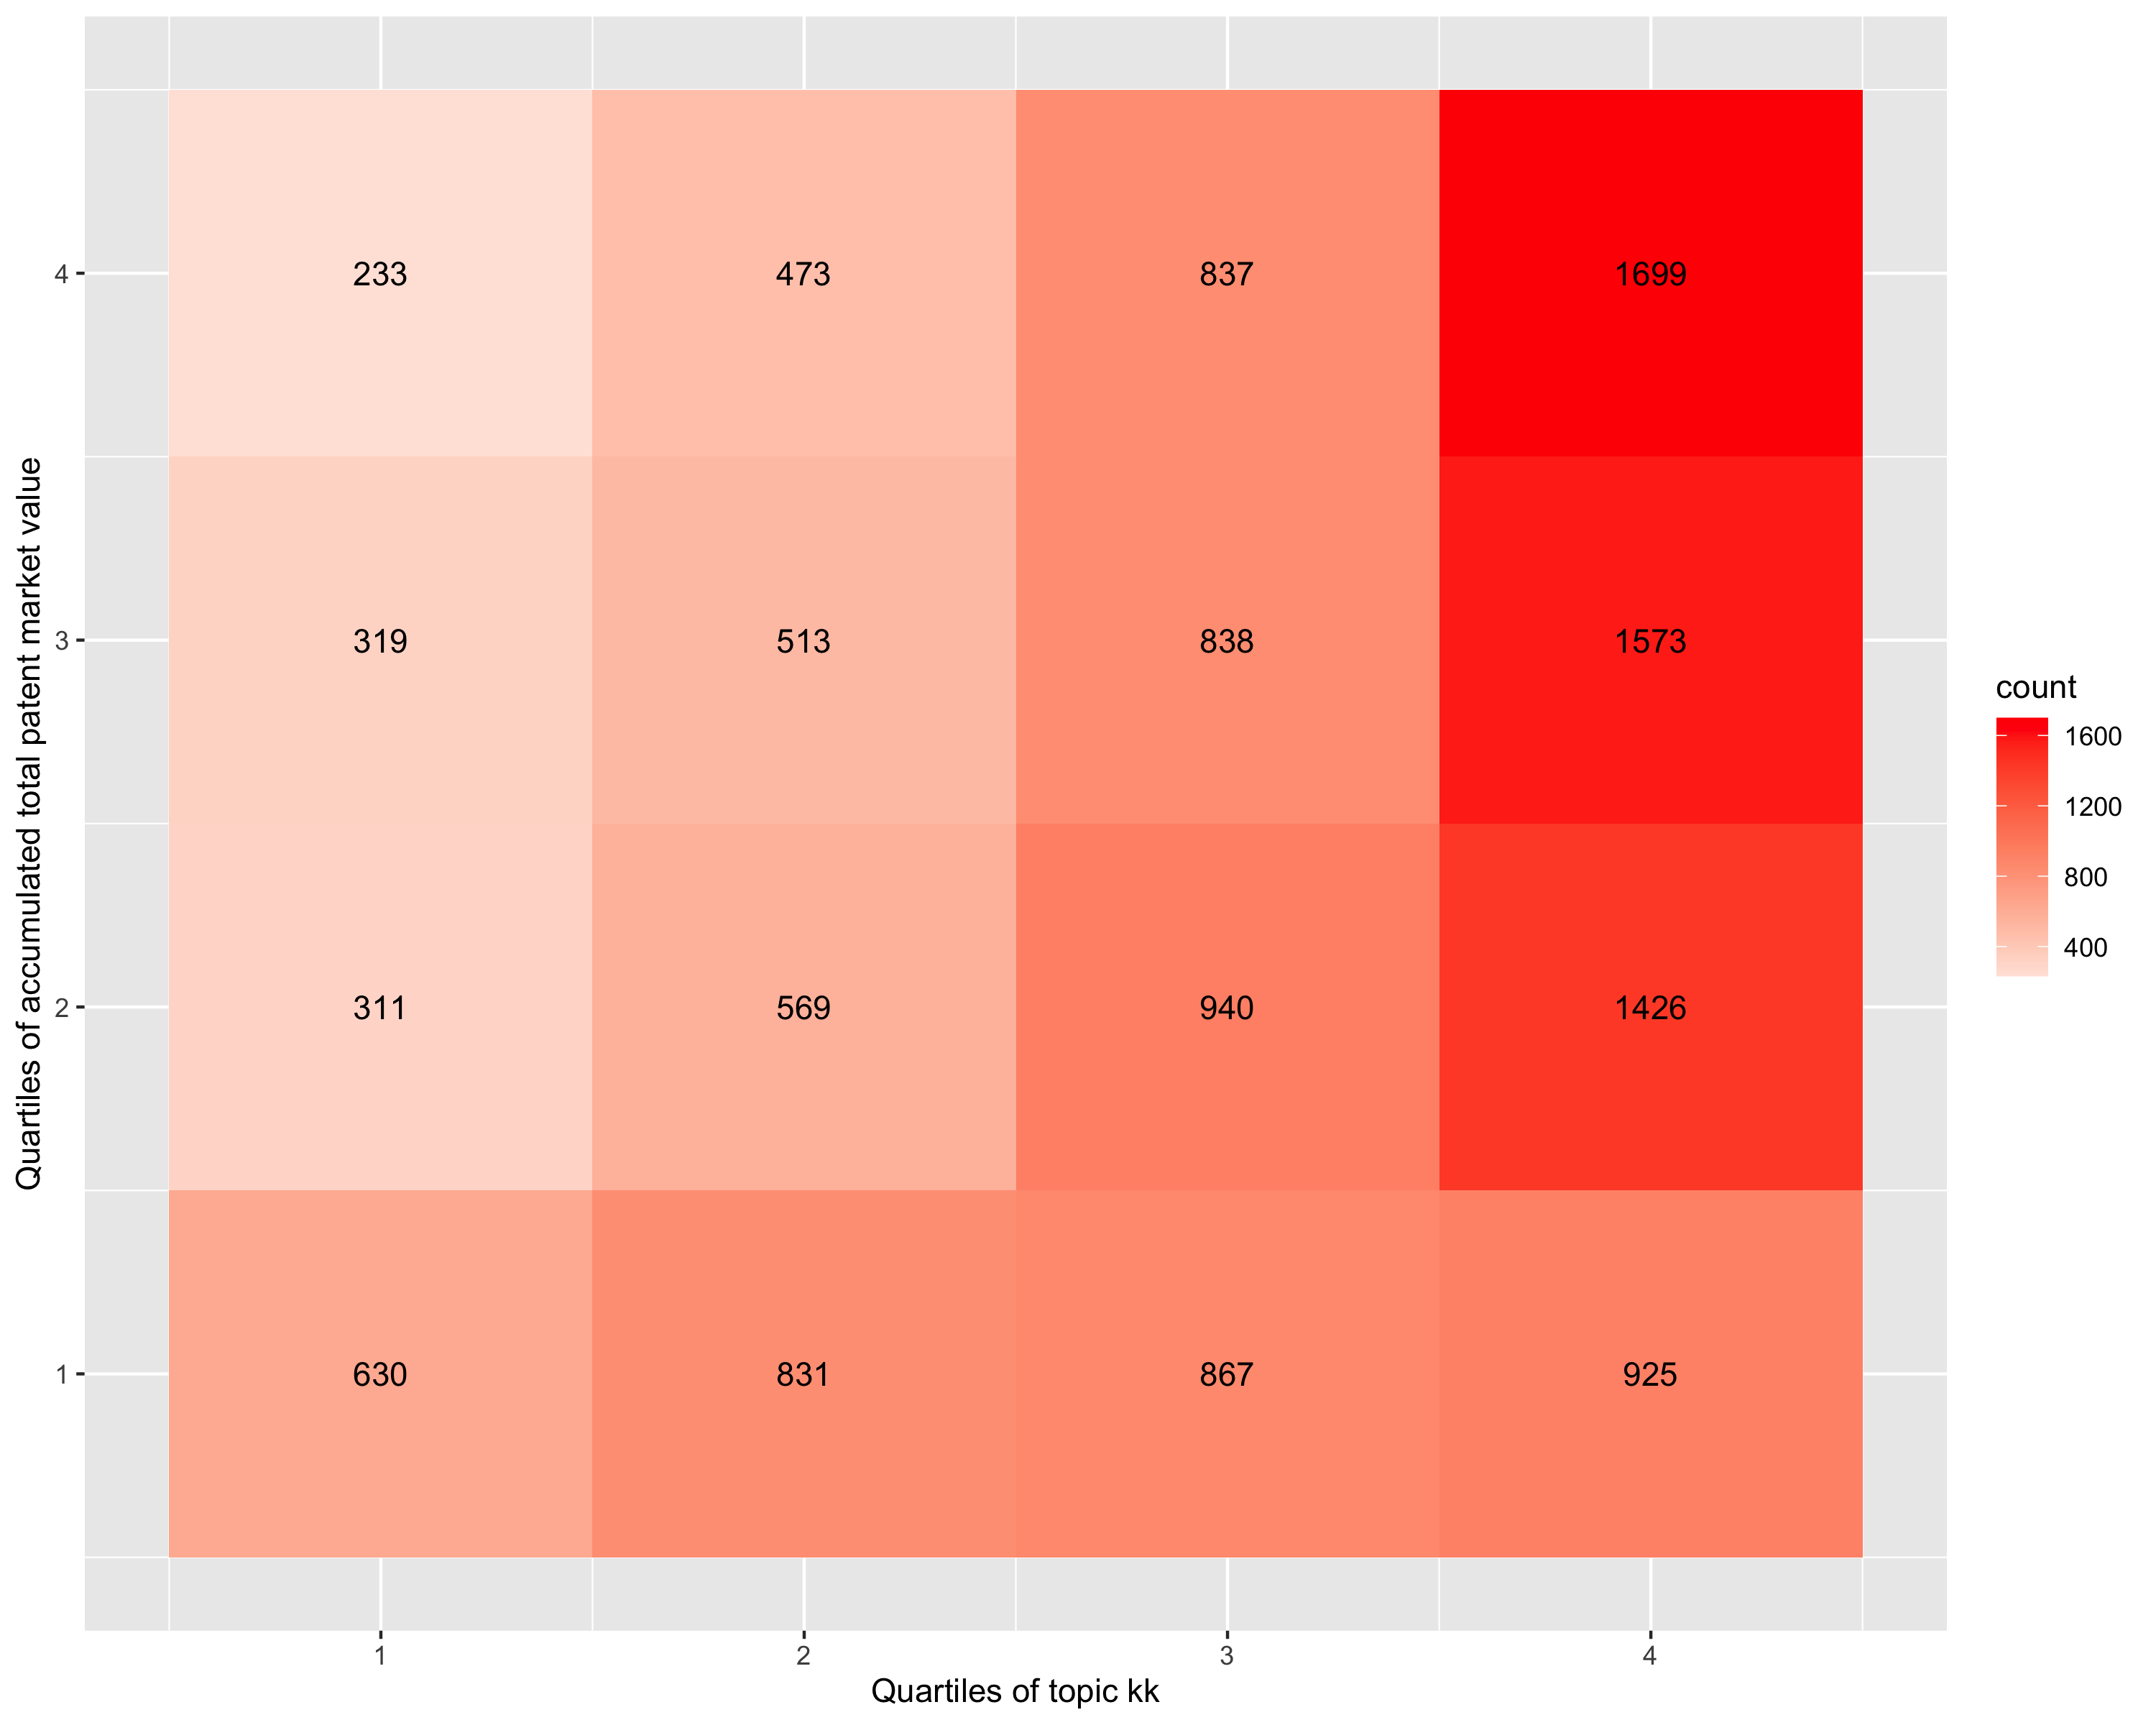 Quartiles of accumulated total patent market value
4
233 473 837 1699
3
319 513 838 1573
2
311 569 940 1426
1
630 831 867 925
1 2 3 4
Quartiles of topic kk
count
1600
1200
800
400